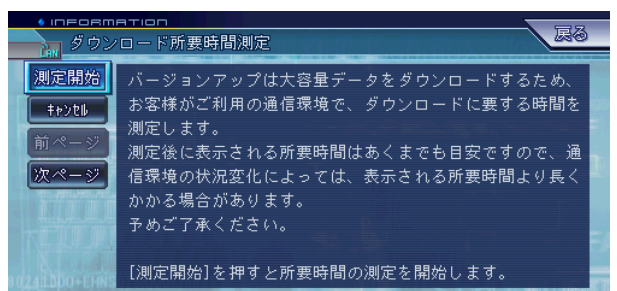 INFORMATION
LAN ダウンロード所要時間測定
戻る
測定開始
キャンセル
前ページ
次ページ
バージョンアップは大容量データをダウンロードするため、
お客様がご利用の通信環境で、ダウンロードに要する時間を
測定します。
測定後に表示される所要時間はあくまでも目安ですので、通
信環境の状況変化によっては、表示される所要時間より長く
かかる場合があります。
予めご了承ください。
[測定開始]を押すと所要時間の測定を開始します。